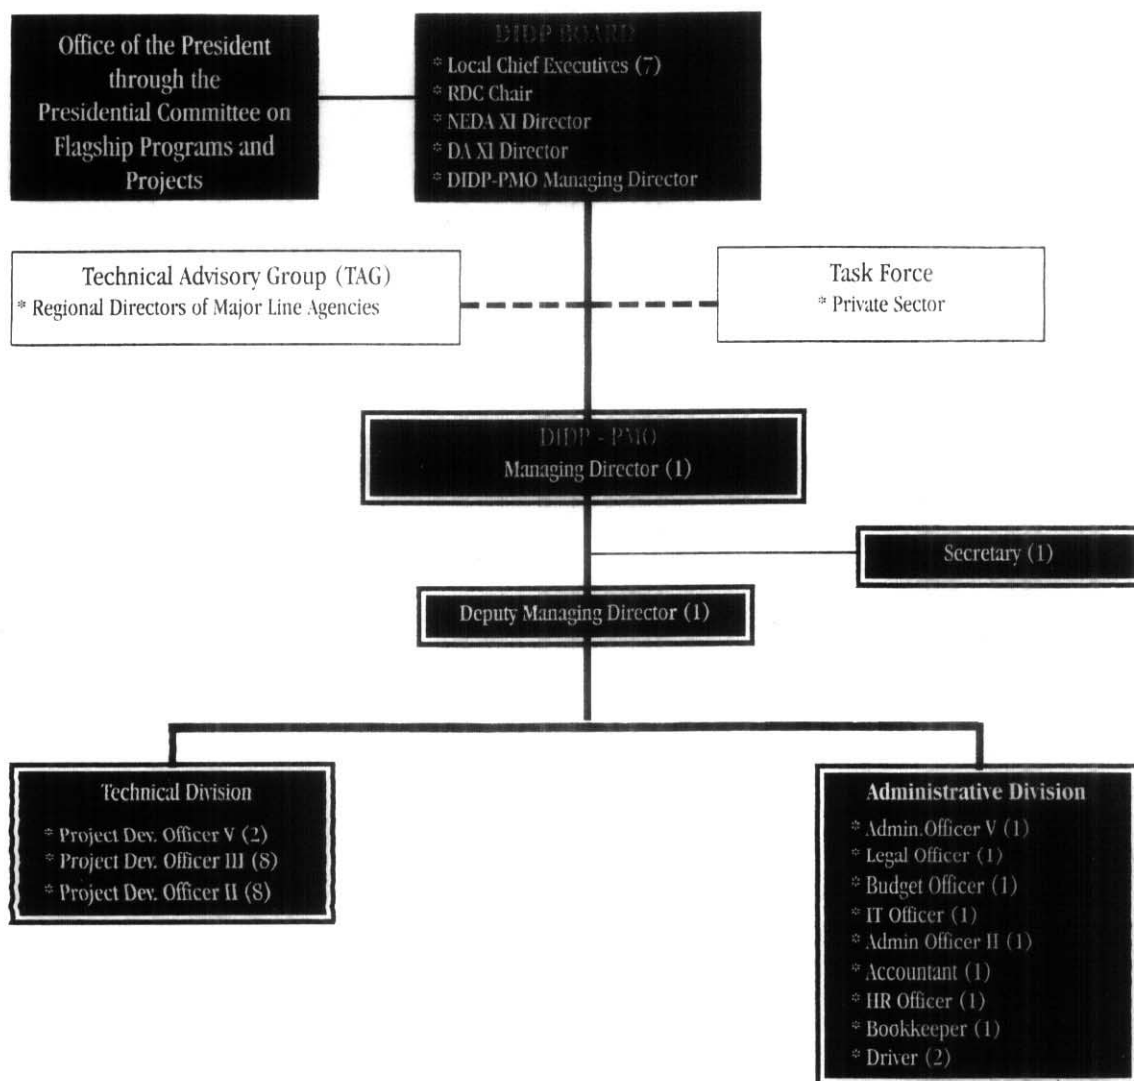 Office of the President
through the
Presidential Committee on
Flagship Programs and
Projects
DIDP BOARD
* Local Chief Executives (7)
* RDC Chair
* NEDA XI Director
* DA XI Director
* DIDP-PMO Managing Director
Technical Advisory Group (TAG)
* Regional Directors of Major Line Agencies
Task Force
* Private Sector
DIDP - PMO
Managing Director (1)
Secretary (1)
Deputy Managing Director (1)
Technical Division
* Project Dev. Officer V (2)
* Project Dev. Officer III (8)
* Project Dev. Officer II (8)
Administrative Division
* Admin.Officer V (1)
* Legal Officer (1)
* Budget Officer (1)
* IT Officer (1)
* Admin Officer II (1)
* Accountant (1)
* HR Officer (1)
* Bookkeeper (1)
* Driver (2)